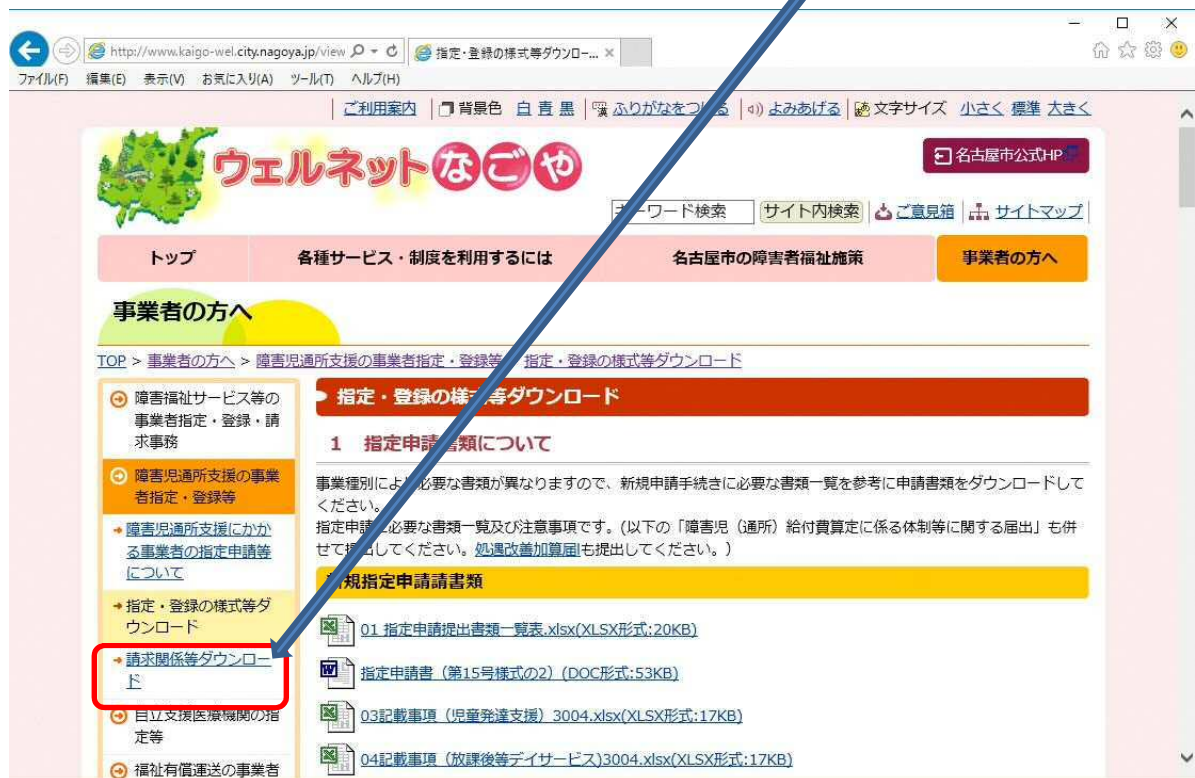 http://www.kaigo-wel.city.nagoya.jp/view
指定・登録の様式等ダウンロー... ×
ファイル(F) 編集(E) 表示(V) お気に入り(A) ツール(T) ヘルプ(H)
ご利用案内 背景色 白 青 黒 ふりがなをつける よみあげる 文字サイズ 小さく 標準 大きく
ウェルネットなごや
名古屋市公式HP
キーワード検索 サイト内検索 ご意見箱 サイトマップ
トップ 各種サービス・制度を利用するには 名古屋市の障害者福祉施策 事業者の方へ
事業者の方へ
TOP > 事業者の方へ > 障害児通所支援の事業者指定・登録等 指定・登録の様式等ダウンロード
障害福祉サービス等の
事業者指定・登録・請
求事務
障害児通所支援の事業
者指定・登録等
障害児通所支援にかか
る事業者の指定申請等
について
指定・登録の様式等ダ
ウンロード
請求関係等ダウンロー
ド
自立支援医療機関の指
定等
福祉有償運送の事業者
指定・登録の様式等ダウンロード
1 指定申請書類について
事業種別により必要な書類が異なりますので、新規申請手続きに必要な書類一覧を参考に申請書類をダウンロードして
ください。
指定申請に必要な書類一覧及び注意事項です。(以下の「障害児（通所）給付費算定に係る体制等に関する届出」も併
せて提出してください。処遇改善加算届も提出してください。)
新規指定申請請書類
01 指定申請提出書類一覧表.xlsx(XLSX形式:20KB)
指定申請書（第15号様式の2）(DOC形式:53KB)
03記載事項（児童発達支援）3004.xlsx(XLSX形式:17KB)
04記載事項（放課後等デイサービス)3004.xlsx(XLSX形式:17KB)